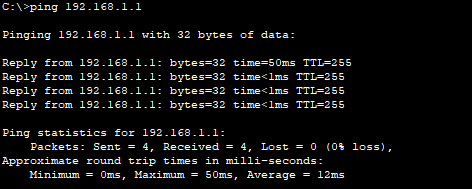 C:\>ping 192.168.1.1
Pinging 192.168.1.1 with 32 bytes of data:
Reply from 192.168.1.1: bytes=32 time=50ms TTL=255
Reply from 192.168.1.1: bytes=32 time<1ms TTL=255
Reply from 192.168.1.1: bytes=32 time<1ms TTL=255
Reply from 192.168.1.1: bytes=32 time<1ms TTL=255
Ping statistics for 192.168.1.1:
    Packets: Sent = 4, Received = 4, Lost = 0 (0% loss),
Approximate round trip times in milli-seconds:
    Minimum = 0ms, Maximum = 50ms, Average = 12ms